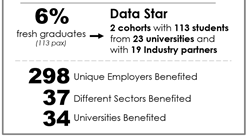 6%
fresh graduates
(113 pax)
Data Star
2 cohorts with 113 students
from 23 universities and
with 19 Industry partners
298 Unique Employers Benefited
37 Different Sectors Benefited
34 Universities Benefited